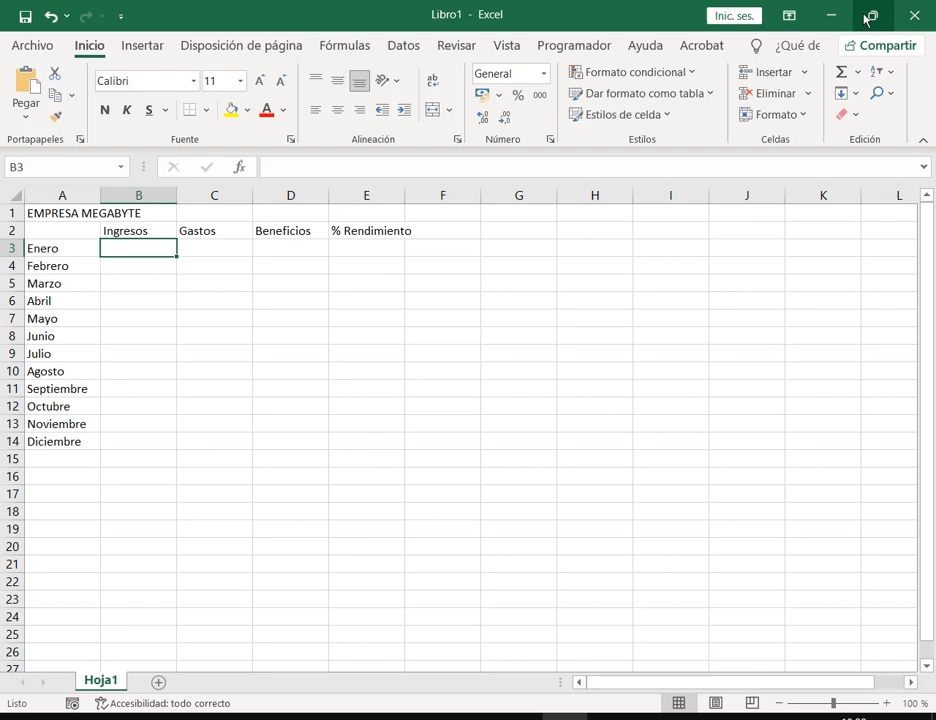 Libro1 - Excel
Inic. ses.
Archivo Inicio Insertar Disposición de página Fórmulas Datos Revisar Vista Programador Ayuda Acrobat ¿Qué de Compartir
Pegar
Calibri 11
N K S
A A
ab
General
% 000
Formato condicional
Dar formato como tabla
Estilos de celda
Insertar
Eliminar
Formato
Portapapeles Fuente Alineación Número Estilos Celdas Edición
B3 fx
A B C D E F G H I J K L
1 EMPRESA MEGABYTE
2 Ingresos Gastos Beneficios % Rendimiento
3 Enero
4 Febrero
5 Marzo
6 Abril
7 Mayo
8 Junio
9 Julio
10 Agosto
11 Septiembre
12 Octubre
13 Noviembre
14 Diciembre
15
16
17
18
19
20
21
22
23
24
25
26
27
Hoja1
Listo Accesibilidad: todo correcto 100 %